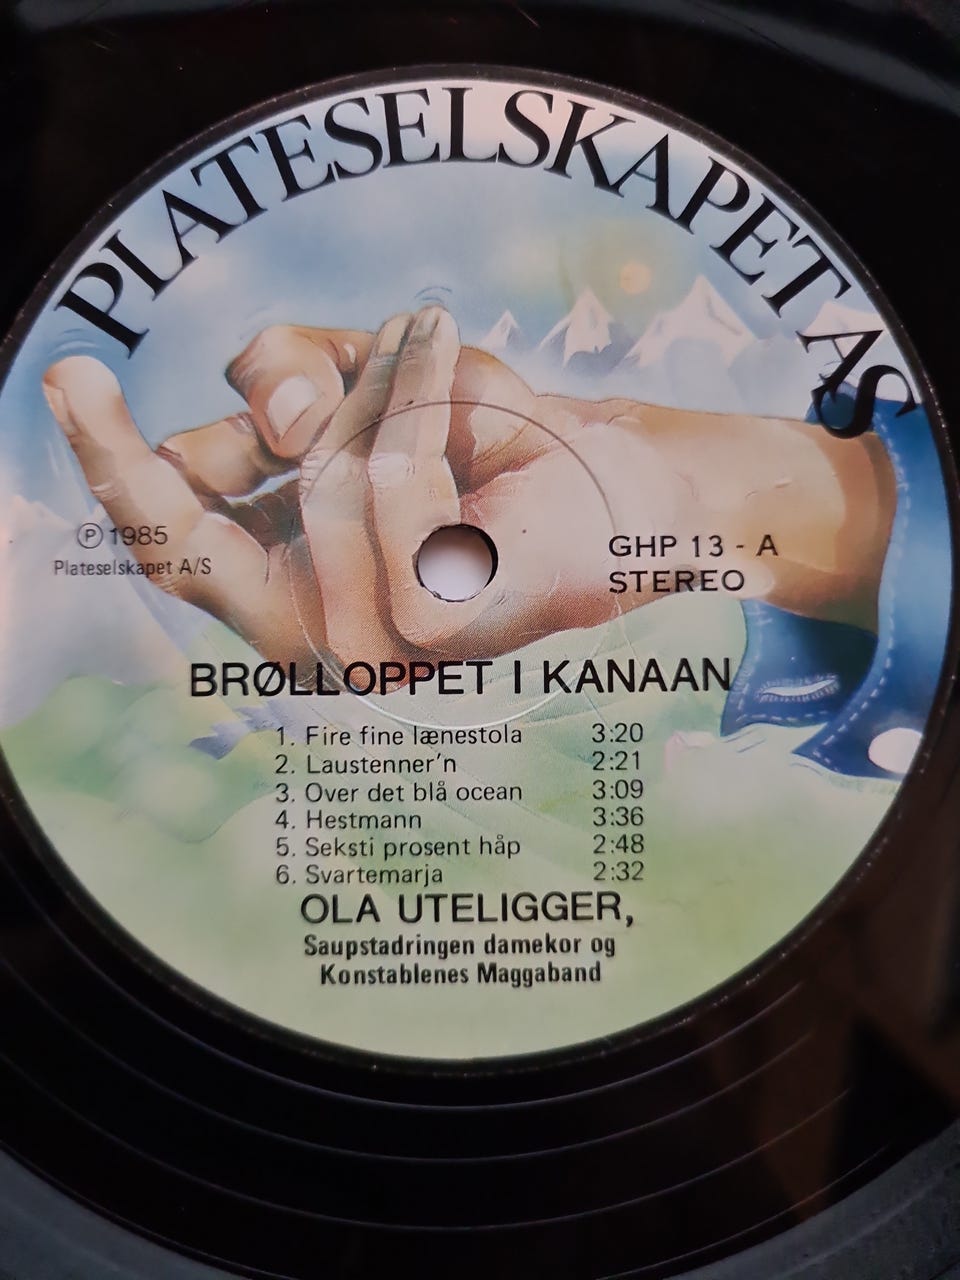 PLATESELSKAPET AS
℗ 1985
Plateselskapet A/S
GHP 13 - A
STEREO
BRØLLOPPET I KANAAN
1. Fire fine lænestola 3:20
2. Laustenner'n 2:21
3. Over det blå ocean 3:09
4. Hestmann 3:36
5. Seksti prosent håp 2:48
6. Svartemarja 2:32
OLA UTELIGGER,
Saupstadringen damekor og
Konstablenes Maggaband